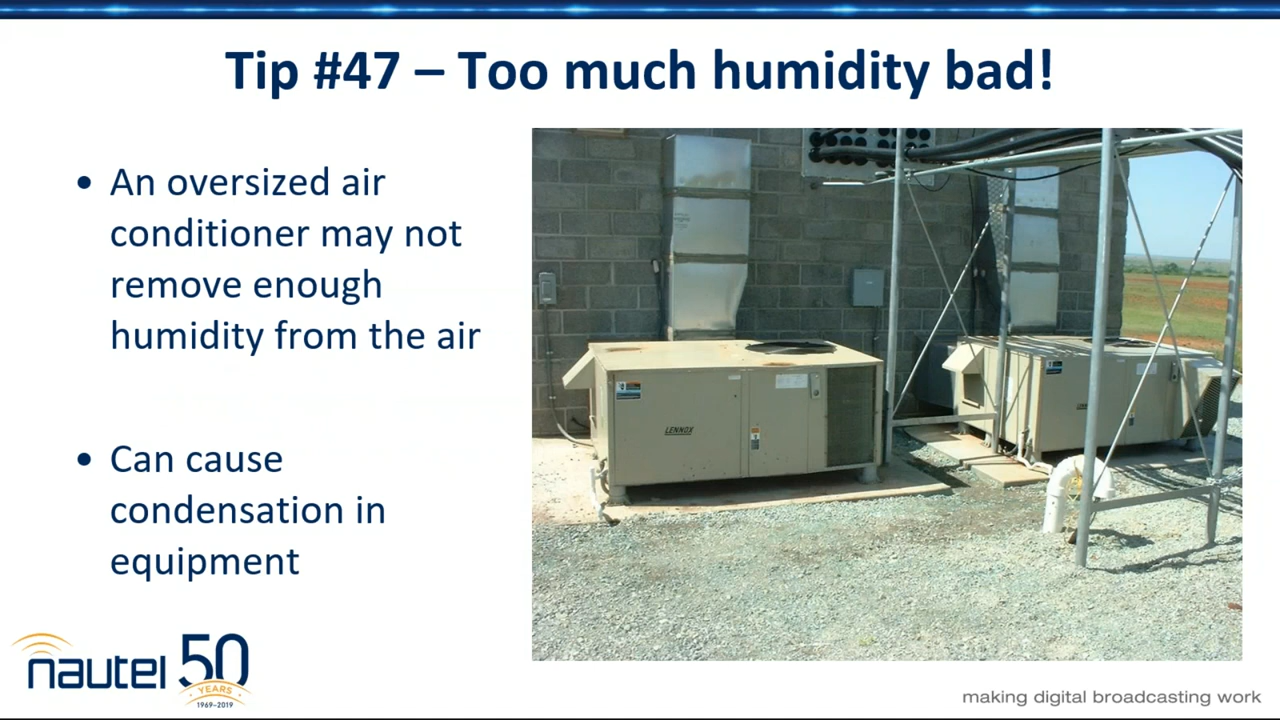 Tip #47 – Too much humidity bad!
• An oversized air
conditioner may not
remove enough
humidity from the air
• Can cause
condensation in
equipment
LENNOX
nautel 50
YEARS
1969–2019
making digital broadcasting work